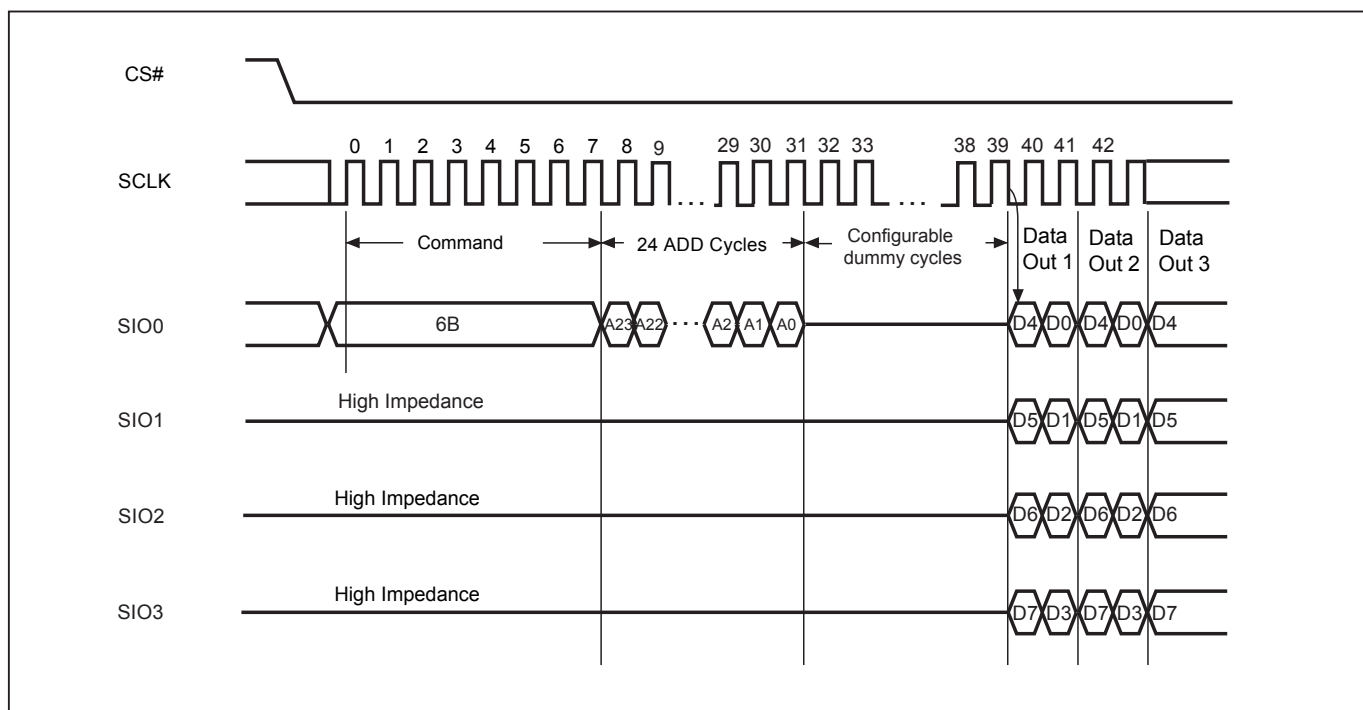 CS#
0 1 2 3 4 5 6 7 8 9 29 30 31 32 33 38 39 40 41 42
SCLK
Command 24 ADD Cycles Configurable dummy cycles Data Out 1 Data Out 2 Data Out 3
SIO0 6B A23 A22 A2 A1 A0 D4 D0 D4 D0 D4
High Impedance
SIO1 D5 D1 D5 D1 D5
High Impedance
SIO2 D6 D2 D6 D2 D6
High Impedance
SIO3 D7 D3 D7 D3 D7